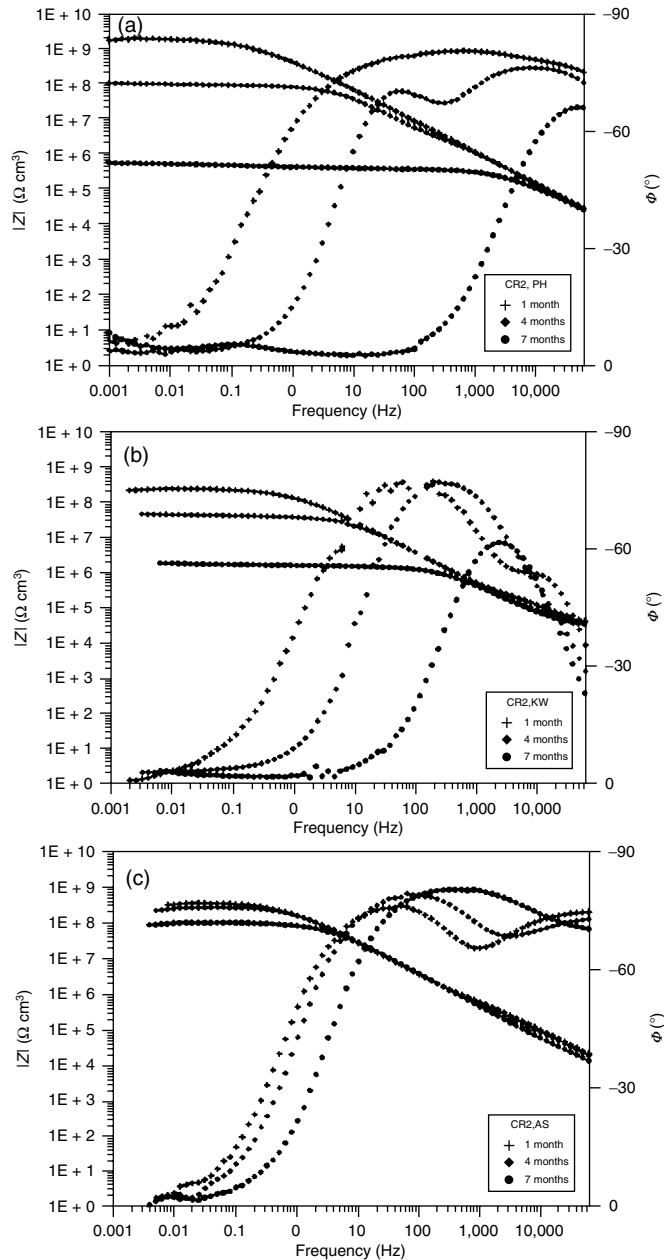 (a)
1E + 10
1E + 9
1E + 8
1E + 7
1E + 6
1E + 5
1E + 4
1E + 3
1E + 2
1E + 1
1E + 0
|Z| (Ω cm³)
−90
−60
−30
0
Φ (°)
CR2, PH
1 month
4 months
7 months
0.001 0.01 0.1 0 10 100 1,000 10,000
Frequency (Hz)
(b)
1E + 10
1E + 9
1E + 8
1E + 7
1E + 6
1E + 5
1E + 4
1E + 3
1E + 2
1E + 1
1E + 0
|Z| (Ω cm³)
−90
−60
−30
0
Φ (°)
CR2,KW
1 month
4 months
7 months
0.001 0.01 0.1 0 10 100 1,000 10,000
Frequency (Hz)
(c)
1E + 10
1E + 9
1E + 8
1E + 7
1E + 6
1E + 5
1E + 4
1E + 3
1E + 2
1E + 1
1E + 0
|Z| (Ω cm³)
−90
−60
−30
0
Φ (°)
CR2,AS
1 month
4 months
7 months
0.001 0.01 0.1 0 10 100 1,000 10,000
Frequency (Hz)